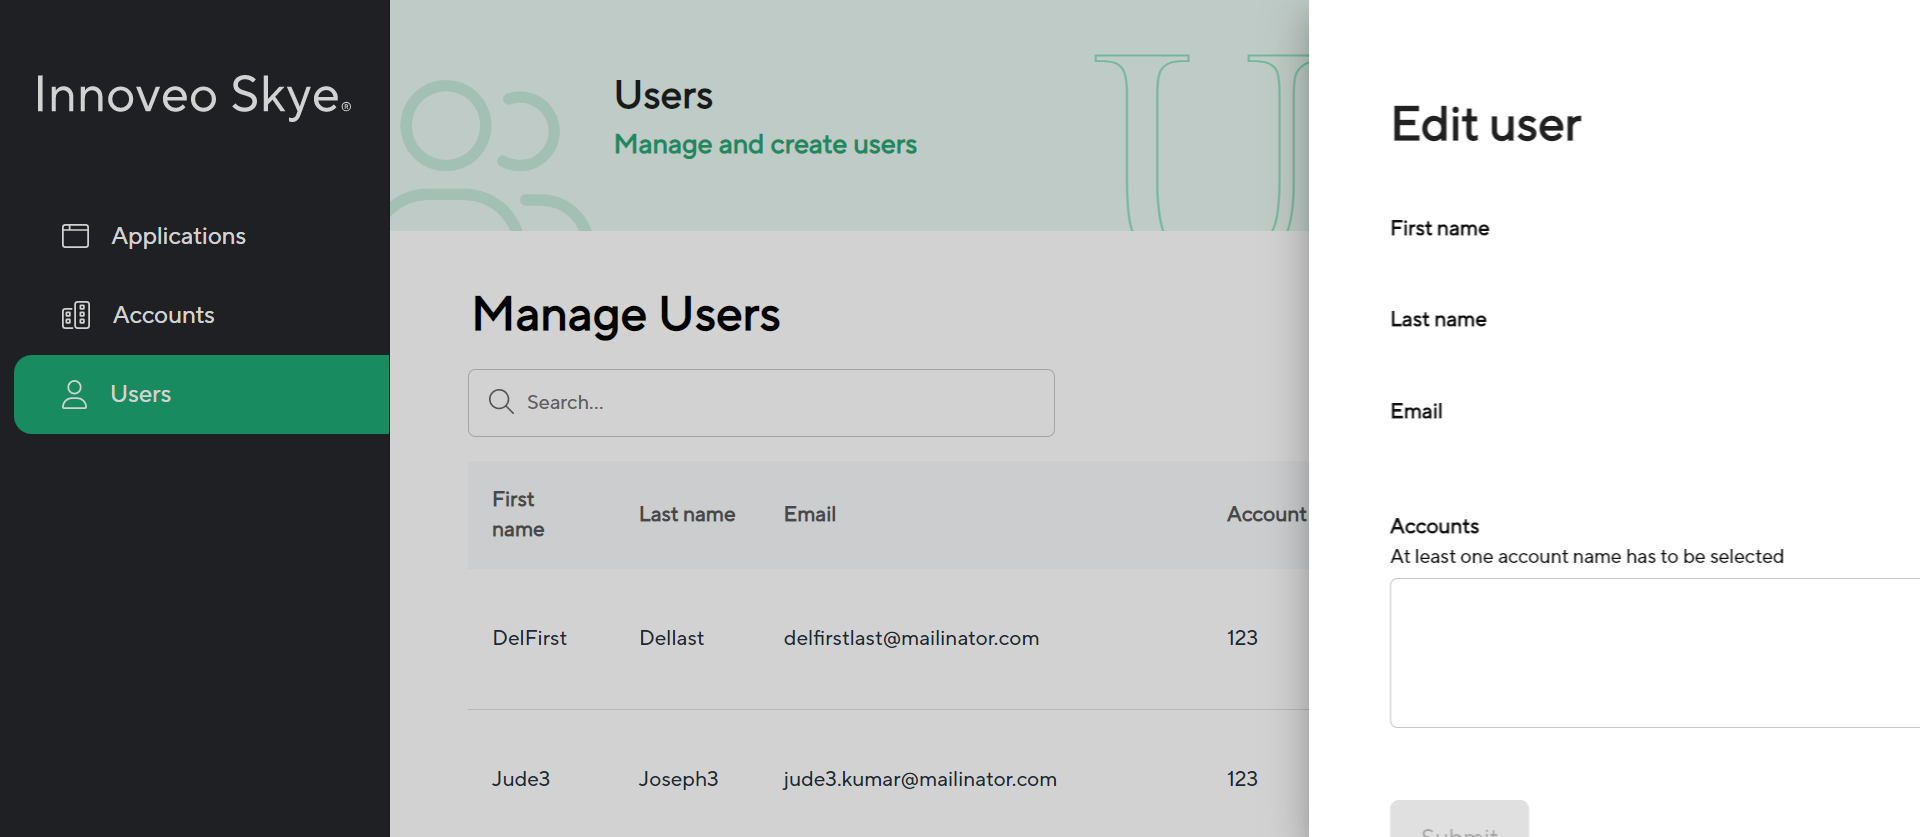 Innoveo Skye®
Applications
Accounts
Users
Users
Manage and create users
U
Manage Users
Search...
First name
Last name
Email
Account
DelFirst
Dellast
delfirstlast@mailinator.com
123
Jude3
Joseph3
jude3.kumar@mailinator.com
123
Edit user
First name
Last name
Email
Accounts
At least one account name has to be selected
Submit